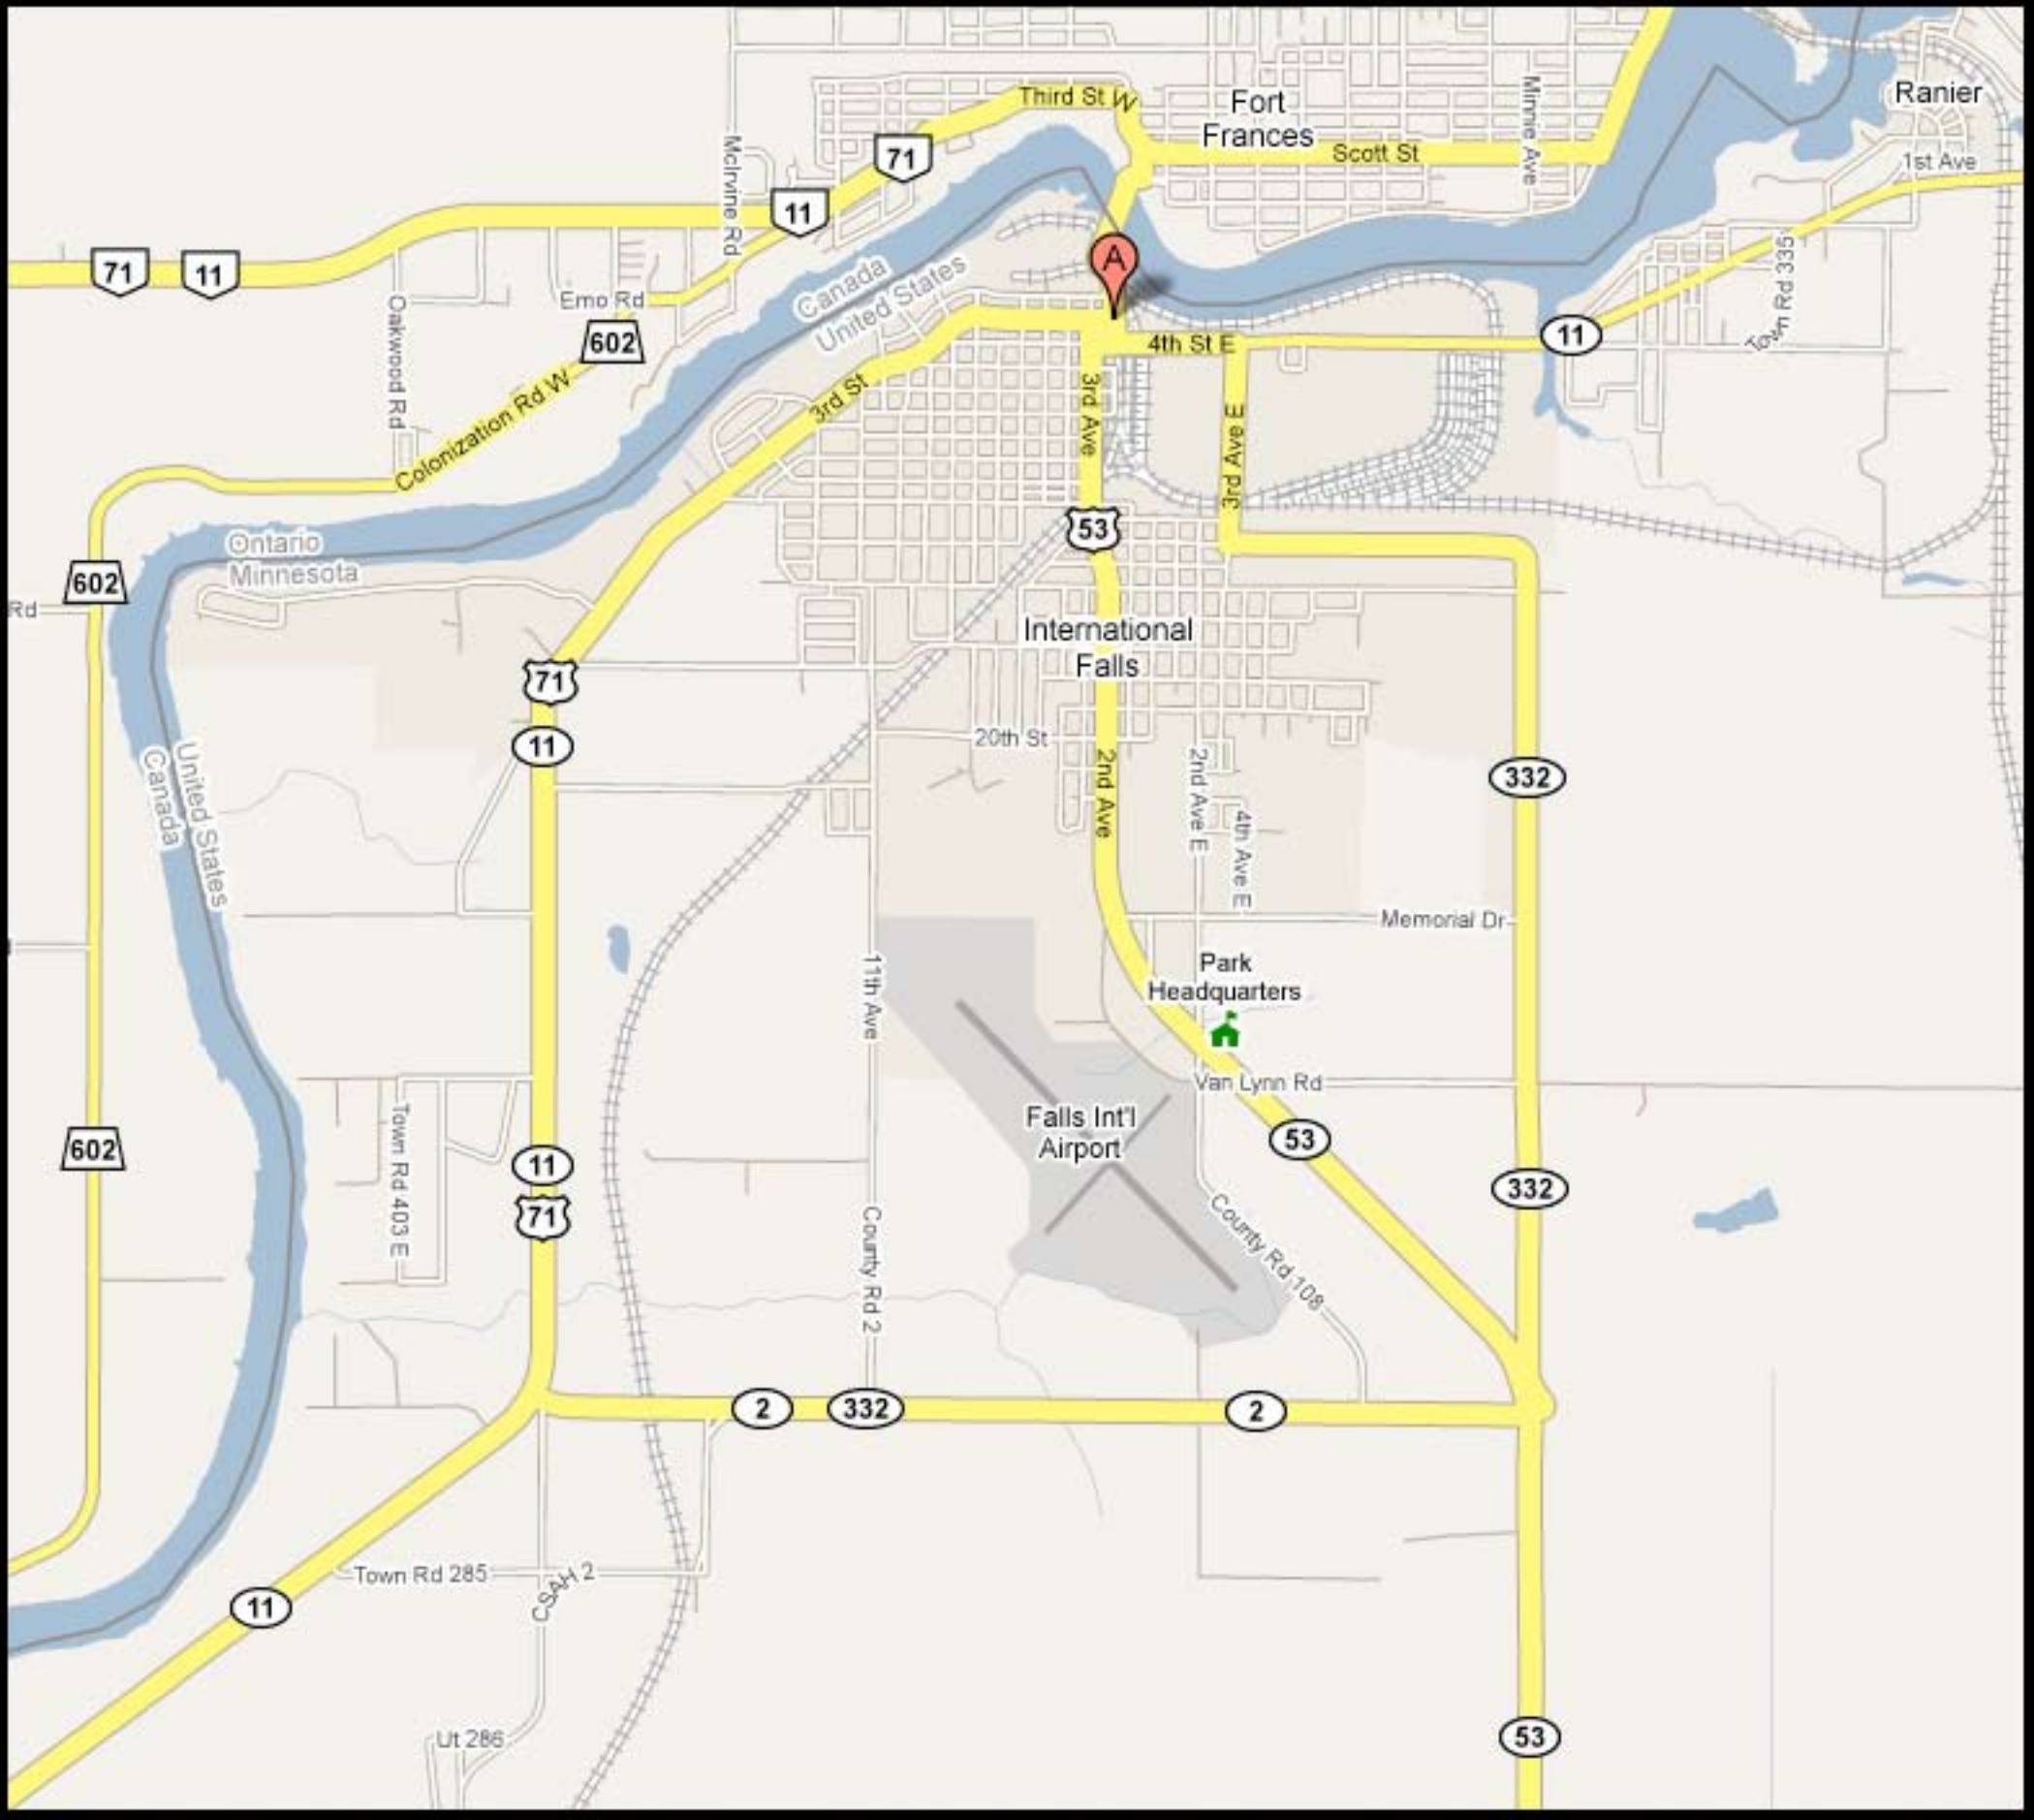 Third St W
Fort
Frances
Minnie Ave
Ranier
Scott St
1st Ave
71
McIrvine Rd
11
71
11
Emo Rd
602
Oakwood Rd
Canada
United States
A
Town Rd 335
11
4th St E
3rd St
3rd Ave
3rd Ave E
Colonization Rd W
53
Ontario
Minnesota
602
Rd
International
Falls
71
11
20th St
2nd Ave
2nd Ave E
4th Ave E
332
United States
Canada
Memorial Dr
11th Ave
Park
Headquarters
Van Lynn Rd
Falls Int'l
Airport
53
602
Town Rd 403 E
11
71
332
County Rd 2
County Rd 108
2
332
2
Town Rd 285
CSAH 2
11
Ut 286
53